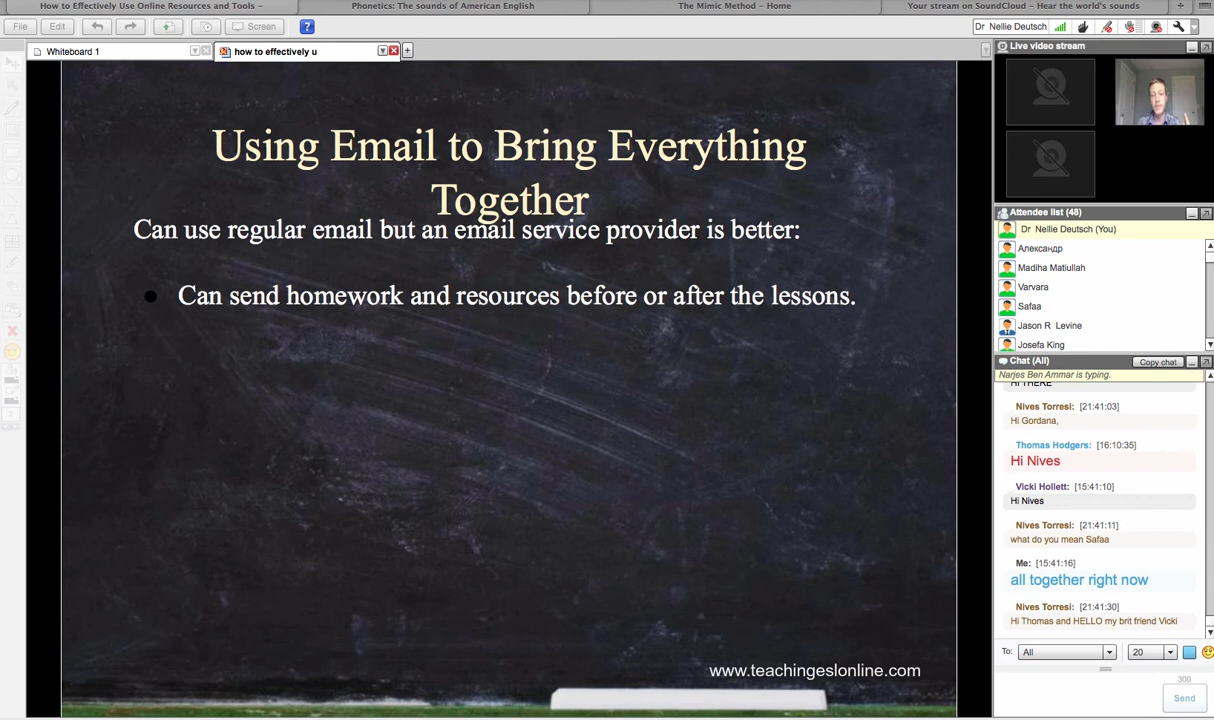 How to Effectively Use Online Resources and Tools –
Phonetics: The sounds of American English
The Mimic Method – Home
Your stream on SoundCloud – Hear the world's sounds
File
Edit
Screen
?
Dr Nellie Deutsch
Whiteboard 1
how to effectively u
Using Email to Bring Everything
Together
Can use regular email but an email service provider is better:
Can send homework and resources before or after the lessons.
www.teachingeslonline.com
Live video stream
Attendee list (48)
Dr Nellie Deutsch (You)
Александр
Madiha Matiullah
Varvara
Safaa
Jason R Levine
Josefa King
Chat (All)
Copy chat
Narjes Ben Ammar is typing.
HI THERE
Nives Torresi: [21:41:03]
Hi Gordana,
Thomas Hodgers: [16:10:35]
Hi Nives
Vicki Hollett: [15:41:10]
Hi Nives
Nives Torresi: [21:41:11]
what do you mean Safaa
Me: [15:41:16]
all together right now
Nives Torresi: [21:41:30]
Hi Thomas and HELLO my brit friend Vicki
To: All 20
300
Send